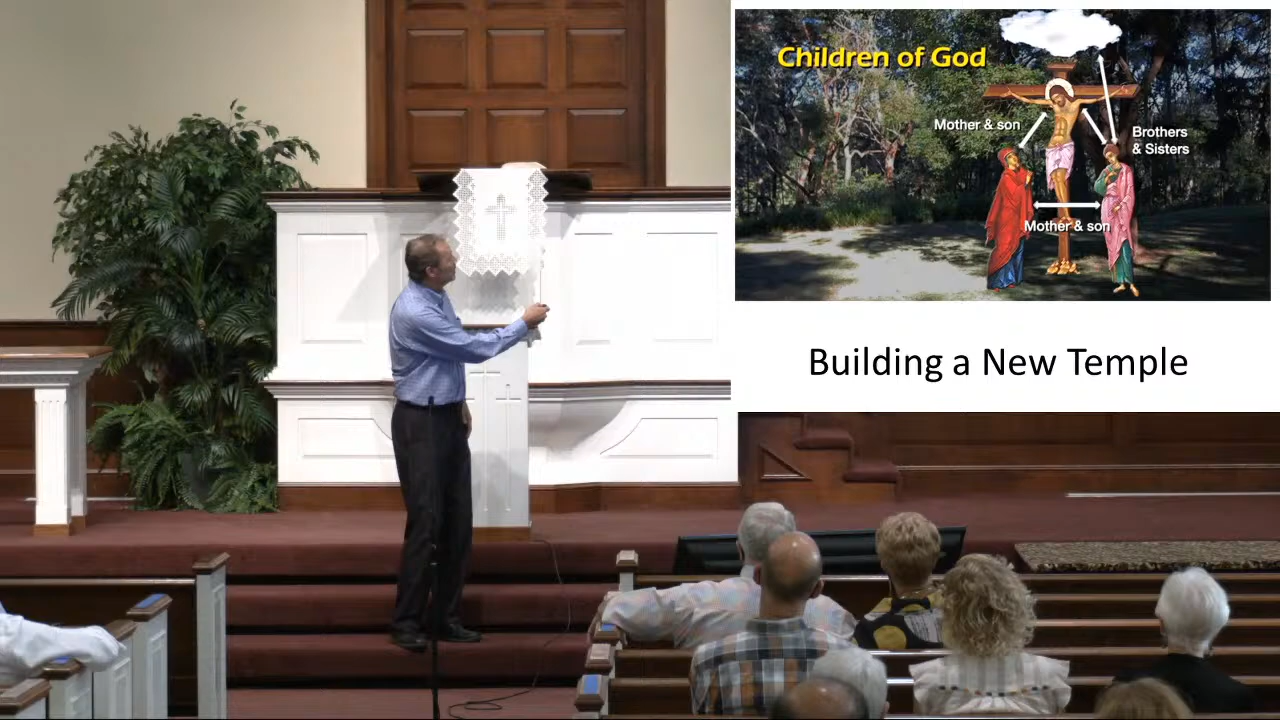 Children of God
Mother & son
Brothers
& Sisters
Mother & son
Building a New Temple